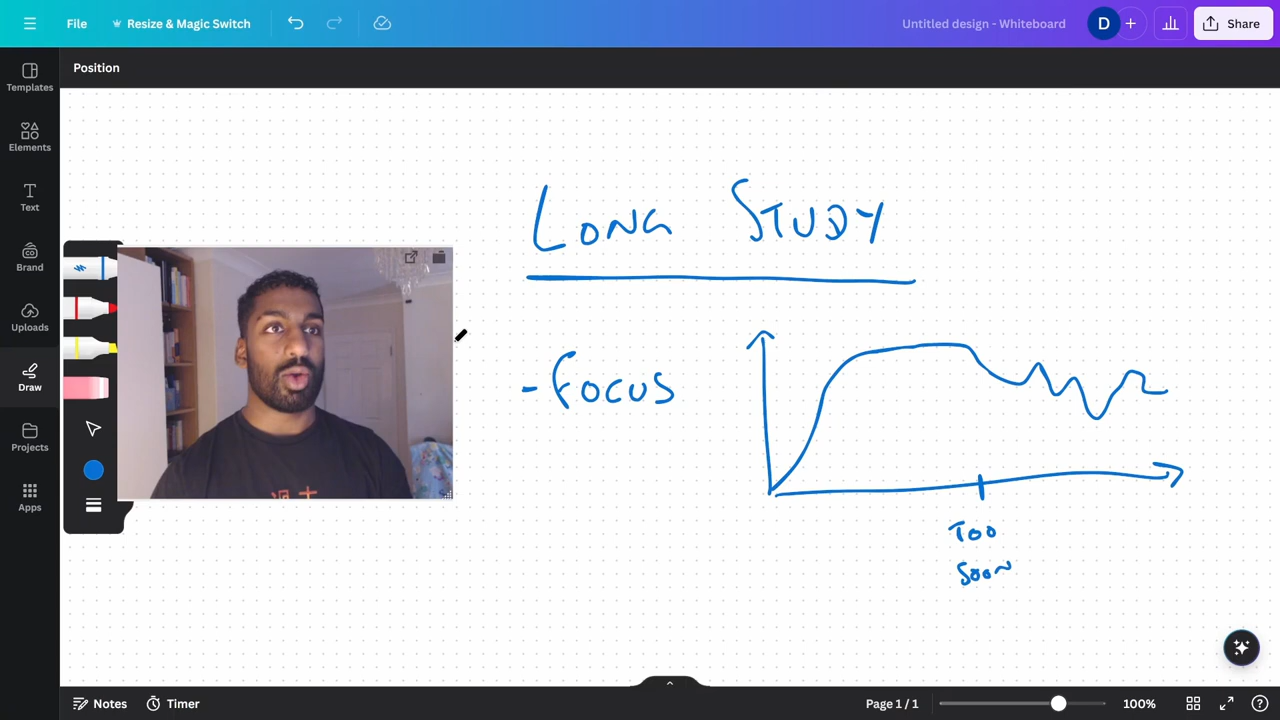 File
Resize & Magic Switch
Untitled design - Whiteboard
D
+
Share
Templates
Elements
Text
Brand
Uploads
Draw
Projects
Apps
Position
LONG STUDY
- FOCUS
TOO
SOON
Notes
Timer
Page 1 / 1
100%